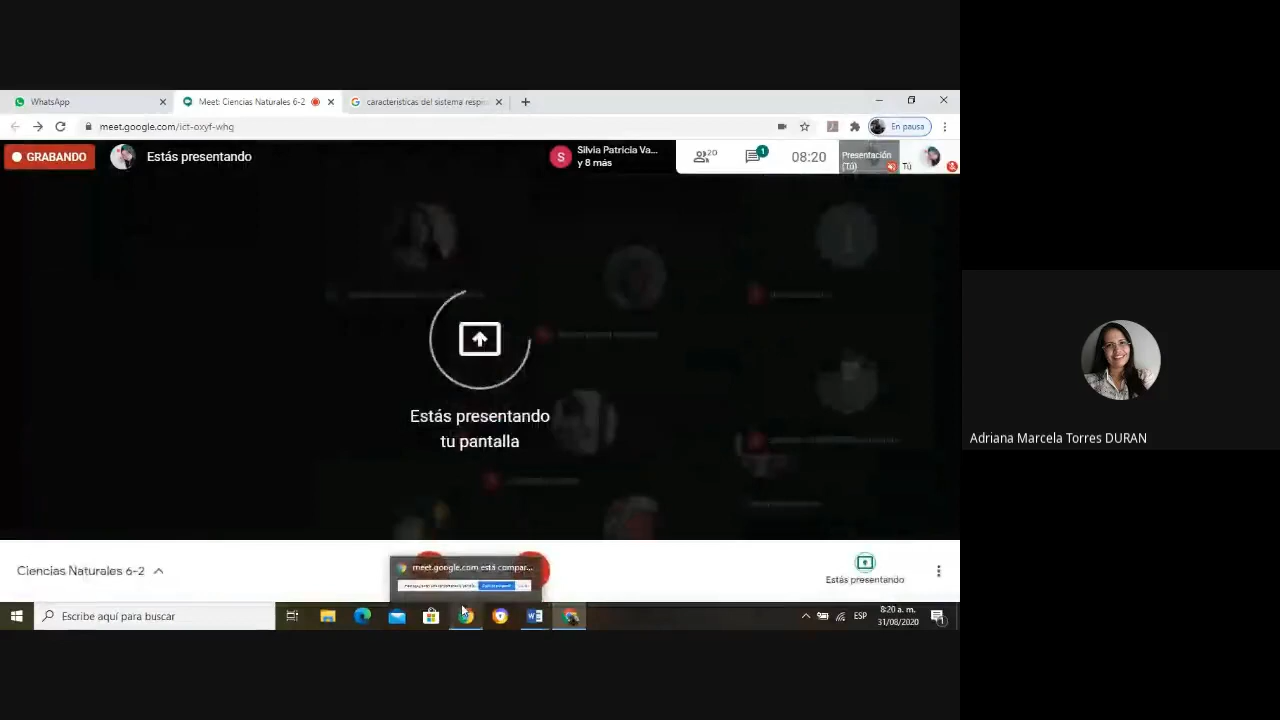 WhatsApp
Meet: Ciencias Naturales 6-2
caracteristicas del sistema resp
meet.google.com/ict-oxyf-whg
En pausa
GRABANDO
Estás presentando
S
Silvia Patricia Va...
y 8 más
20
1
08:20
Presentación
(Tú)
Tú
Estás presentando
tu pantalla
Adriana Marcela Torres DURAN
Ciencias Naturales 6-2
meet.google.com está compar...
Estás presentando
Escribe aquí para buscar
ESP
8:20 a. m.
31/08/2020